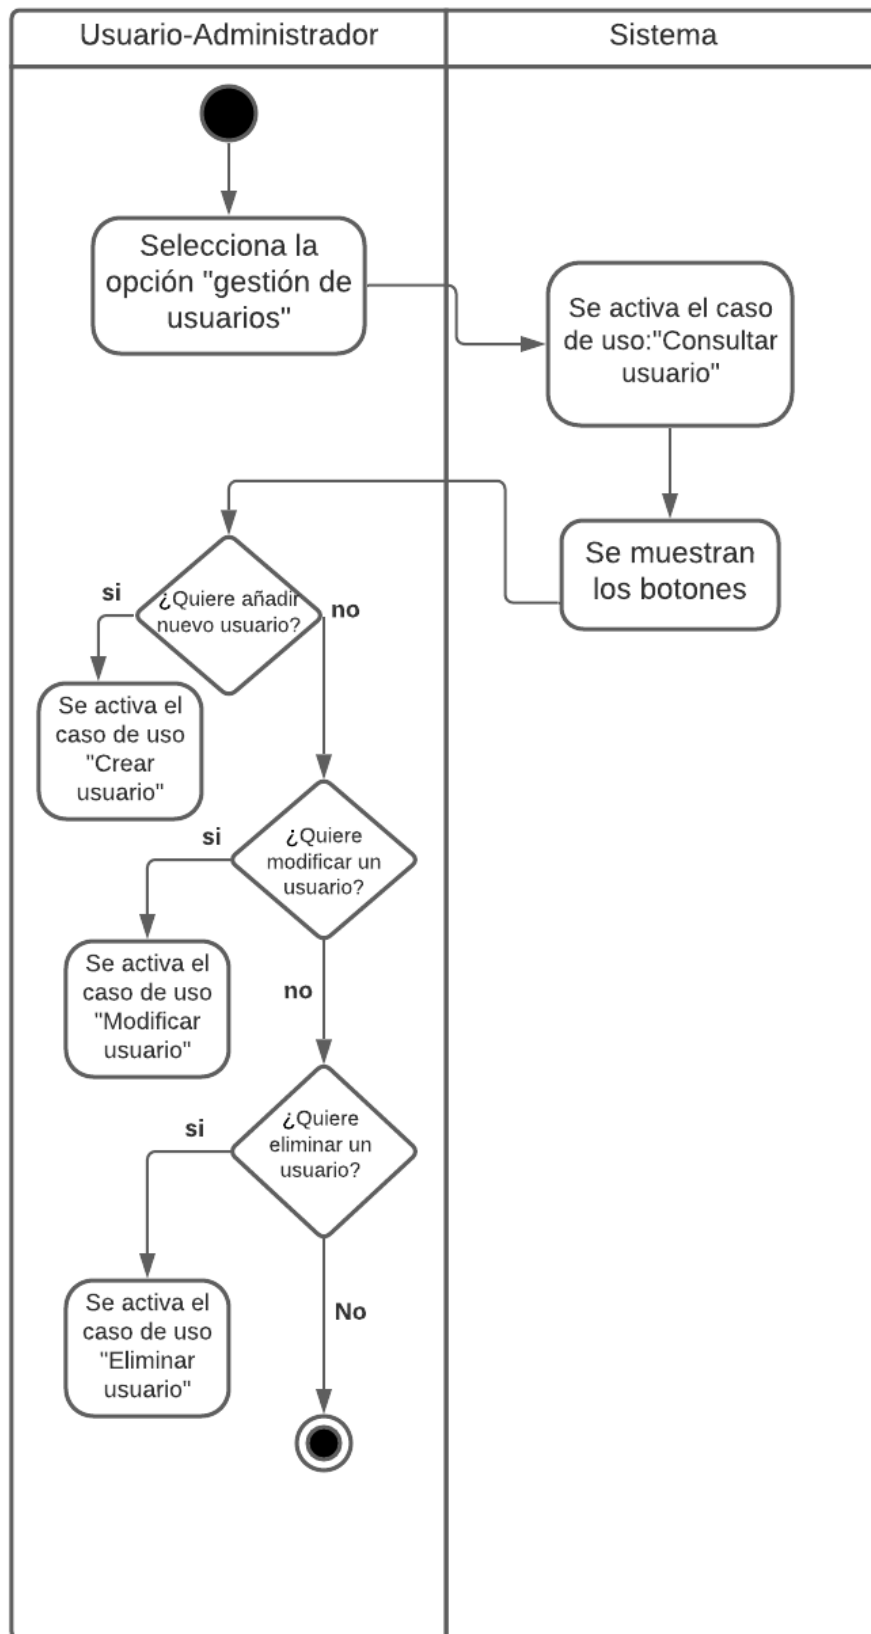 Usuario-Administrador
Sistema
Selecciona la
opción "gestión de
usuarios"
Se activa el caso
de uso:"Consultar
usuario"
Se muestran
los botones
¿Quiere añadir
nuevo usuario?
si
no
Se activa el
caso de uso
"Crear
usuario"
¿Quiere
modificar un
usuario?
si
no
Se activa el
caso de uso
"Modificar
usuario"
¿Quiere
eliminar un
usuario?
si
No
Se activa el
caso de uso
"Eliminar
usuario"